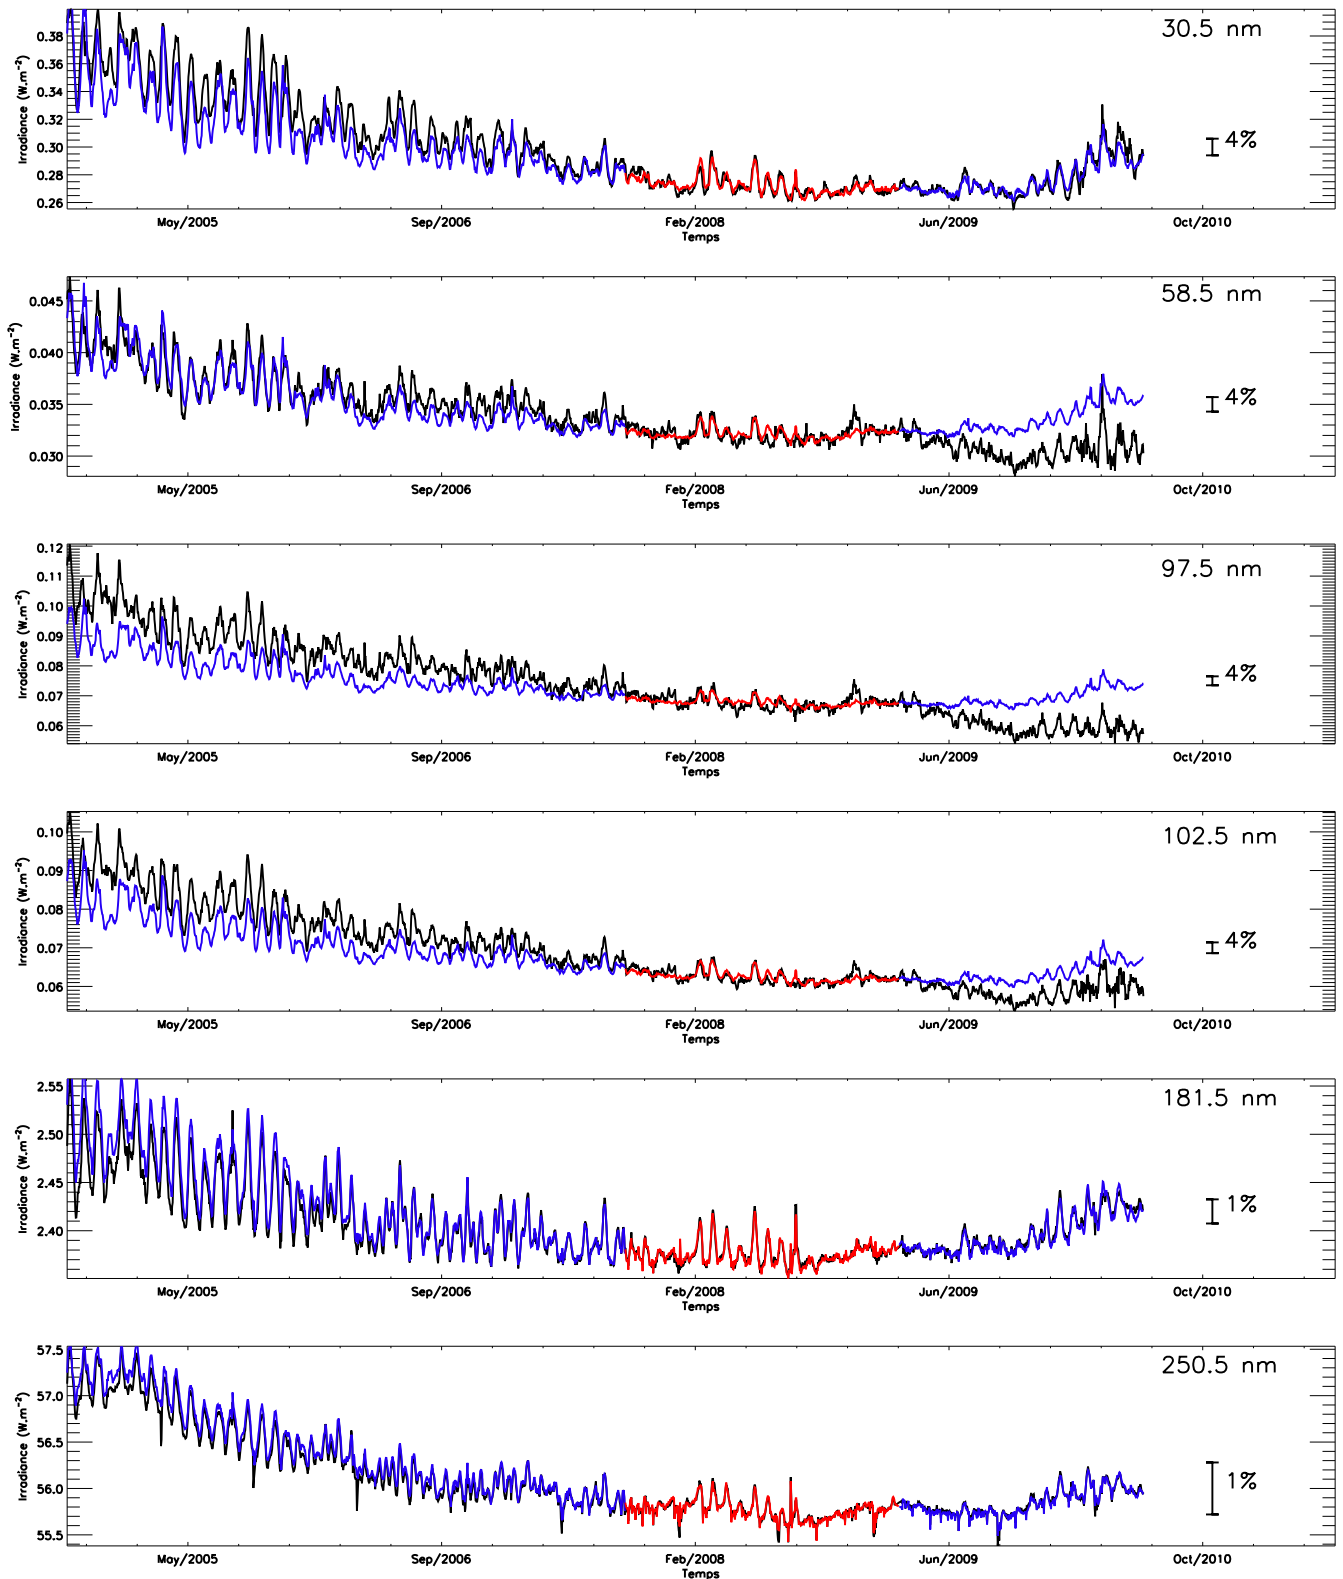 30.5 nm
0.38
0.36
0.34
0.32
0.30
0.28
0.26
Irradiance (W.m⁻²)
4%
May/2005 Sep/2006 Feb/2008 Jun/2009 Oct/2010
Temps
58.5 nm
0.045
0.040
0.035
0.030
Irradiance (W.m⁻²)
4%
May/2005 Sep/2006 Feb/2008 Jun/2009 Oct/2010
Temps
97.5 nm
0.12
0.11
0.10
0.09
0.08
0.07
0.06
Irradiance (W.m⁻²)
4%
May/2005 Sep/2006 Feb/2008 Jun/2009 Oct/2010
Temps
102.5 nm
0.10
0.09
0.08
0.07
0.06
Irradiance (W.m⁻²)
4%
May/2005 Sep/2006 Feb/2008 Jun/2009 Oct/2010
Temps
181.5 nm
2.55
2.50
2.45
2.40
Irradiance (W.m⁻²)
1%
May/2005 Sep/2006 Feb/2008 Jun/2009 Oct/2010
Temps
250.5 nm
57.5
57.0
56.5
56.0
55.5
Irradiance (W.m⁻²)
1%
May/2005 Sep/2006 Feb/2008 Jun/2009 Oct/2010
Temps